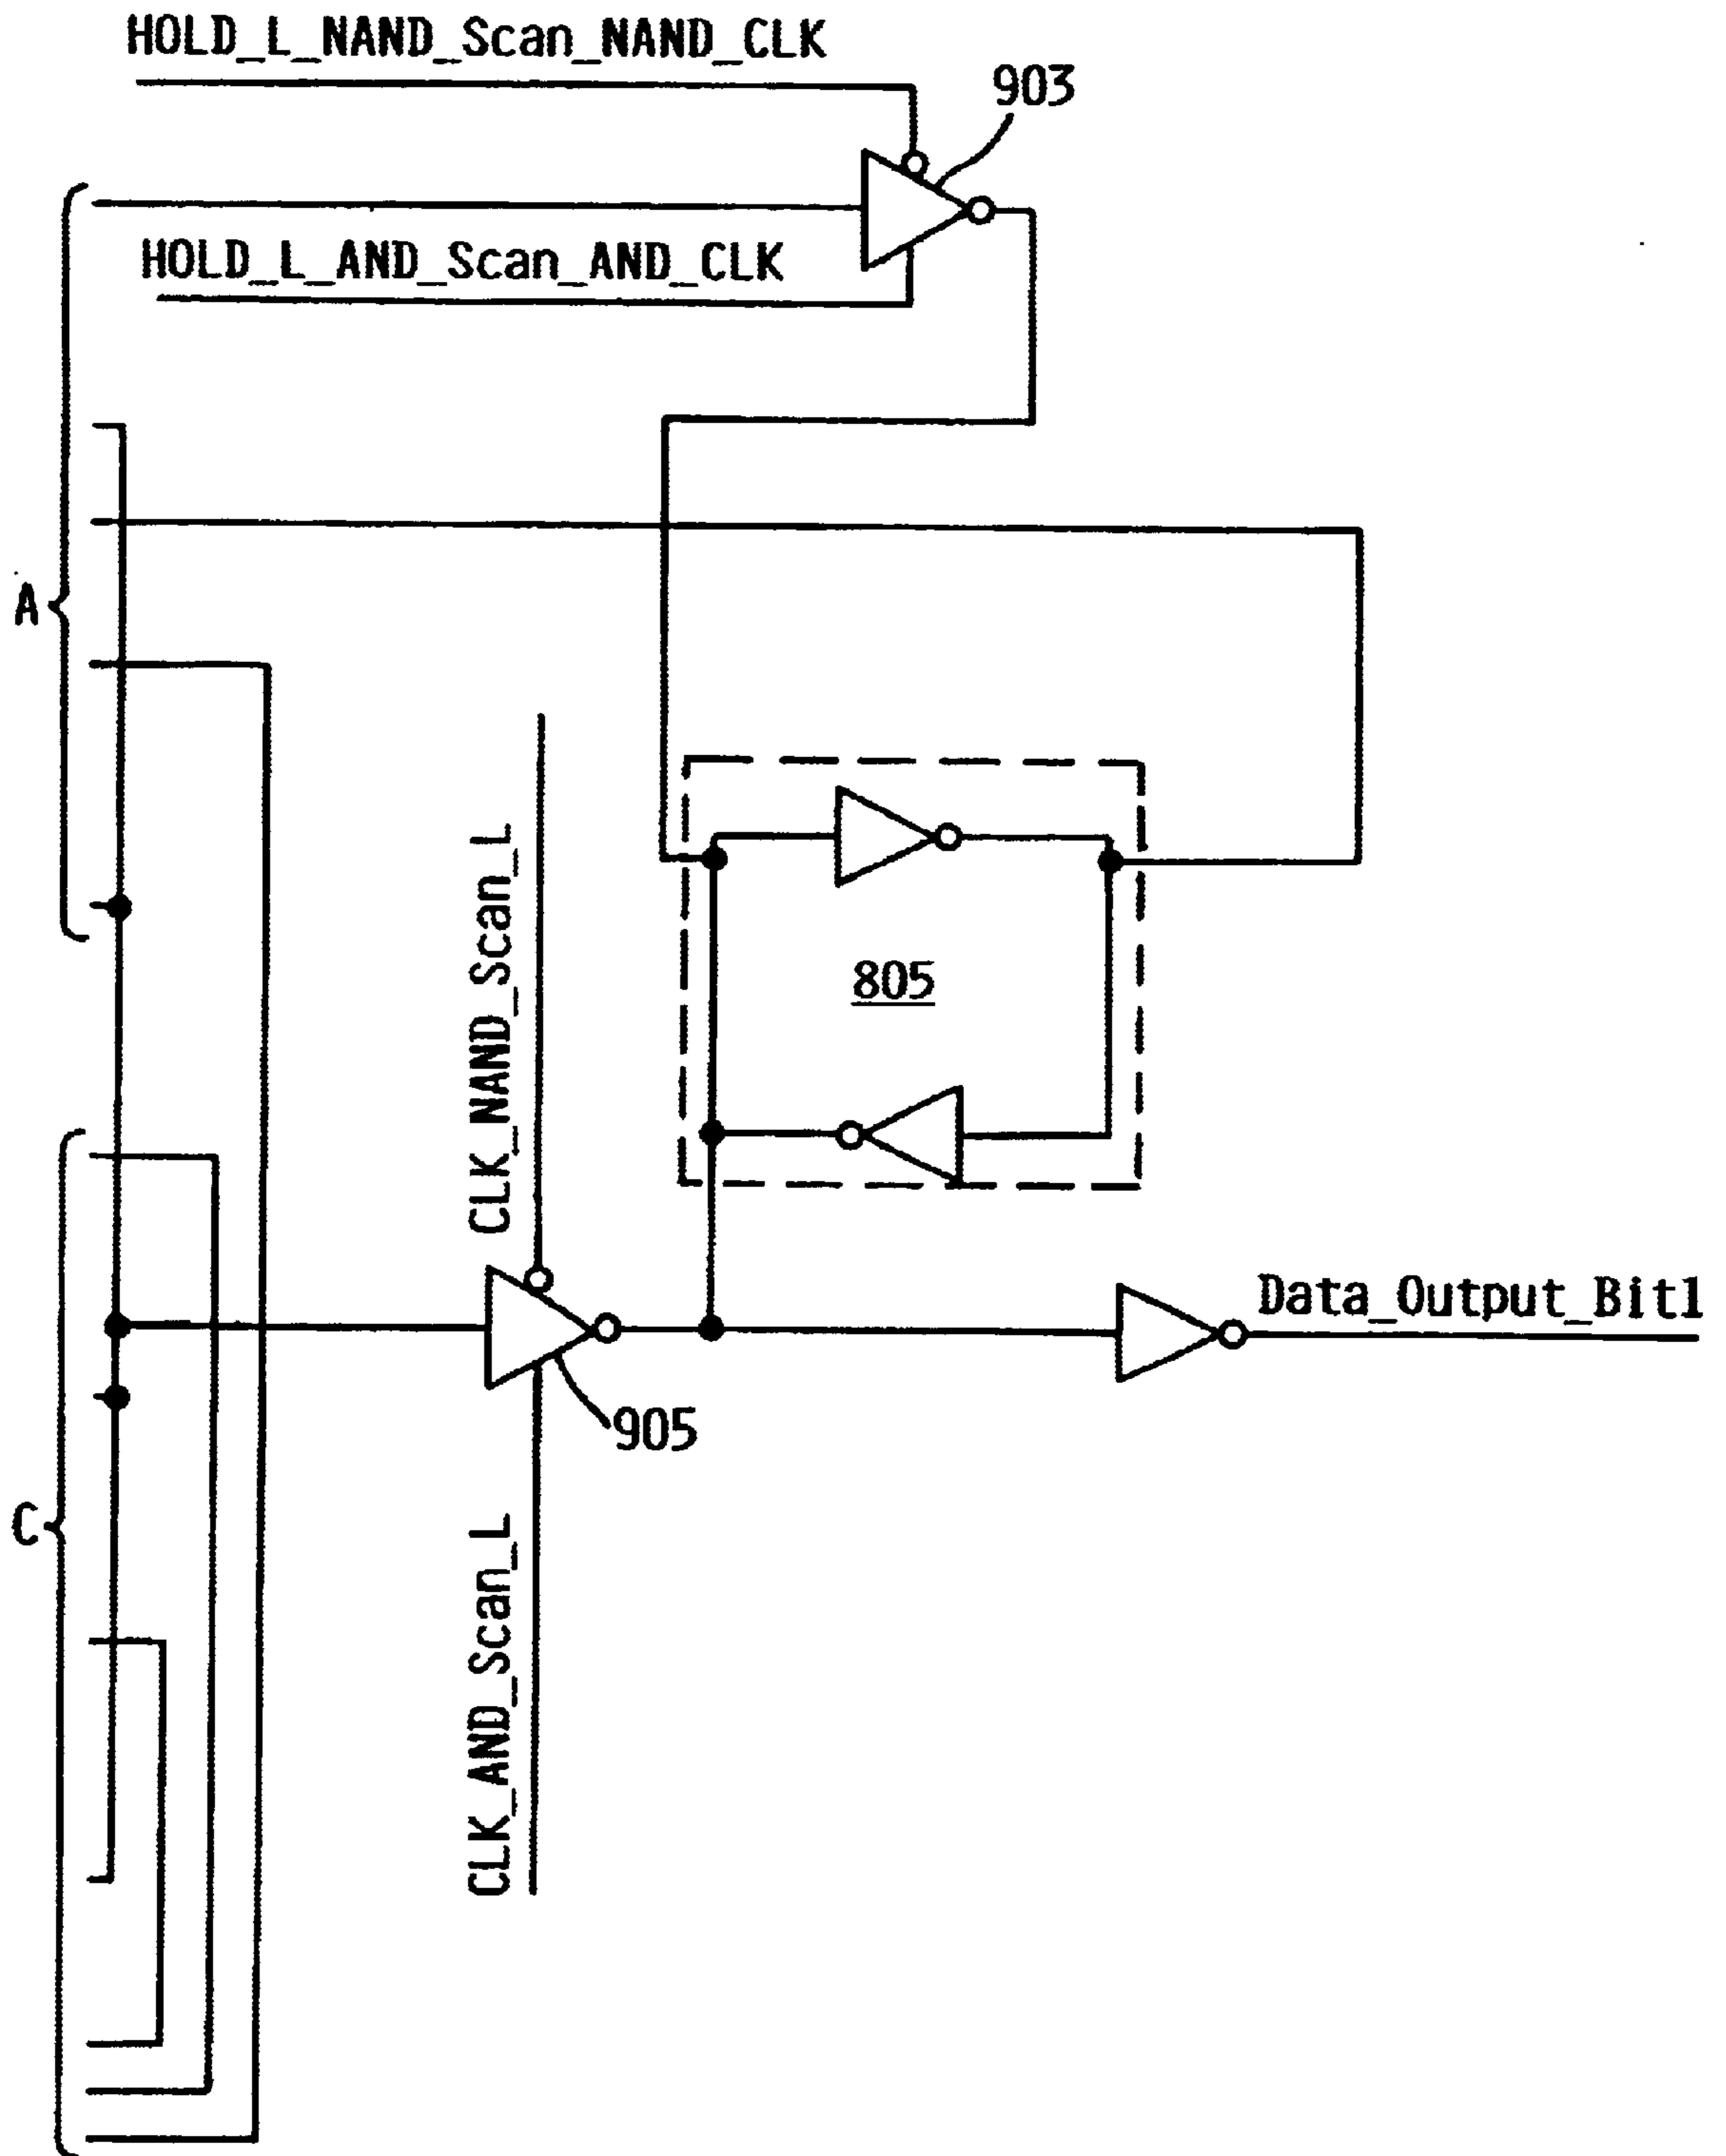 HOLD_L_NAND_Scan_NAND_CLK
903
HOLD_L_AND_Scan_AND_CLK
A
CLK_NAND_Scan_L
805
Data_Output_Bit1
905
C
CLK_AND_Scan_L